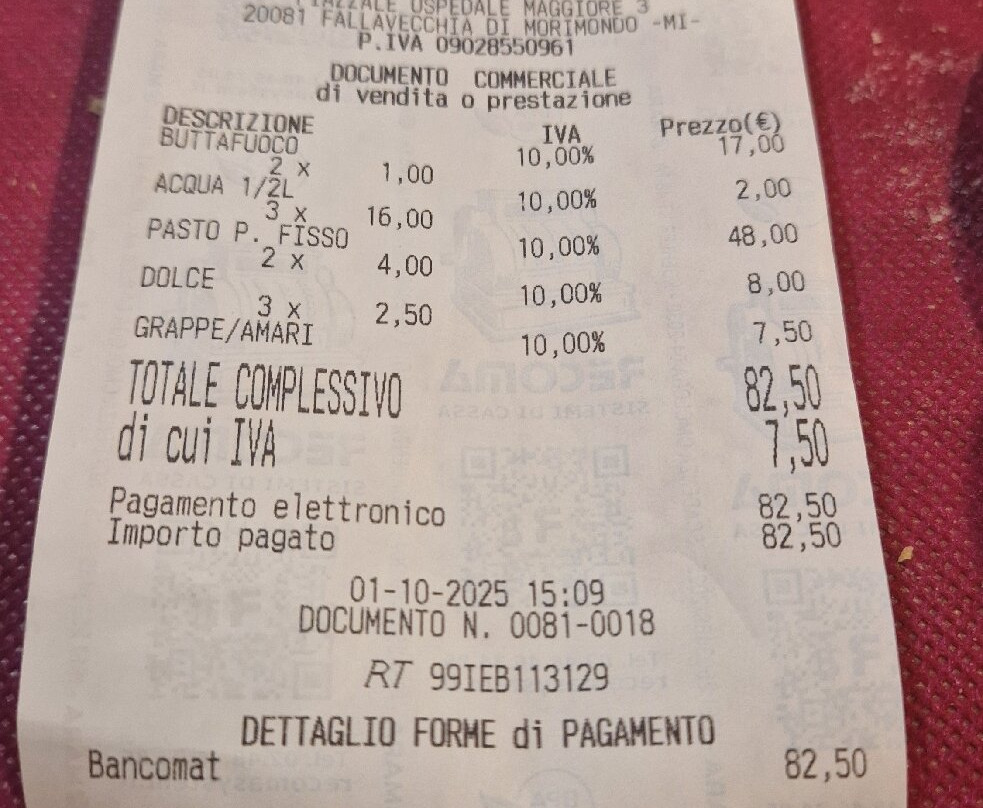 PIAZZALE OSPEDALE MAGGIORE 3
20081 FALLAVECCHIA DI MORIMONDO -MI-
P.IVA 09028550961
DOCUMENTO COMMERCIALE
di vendita o prestazione
DESCRIZIONE IVA Prezzo(€)
BUTTAFUOCO 10,00% 17,00
2 x 1,00
ACQUA 1/2L 10,00% 2,00
3 x 16,00
PASTO P. FISSO 10,00% 48,00
2 x 4,00
DOLCE 10,00% 8,00
3 x 2,50
GRAPPE/AMARI 10,00% 7,50
TOTALE COMPLESSIVO 82,50
di cui IVA 7,50
Pagamento elettronico 82,50
Importo pagato 82,50
01-10-2025 15:09
DOCUMENTO N. 0081-0018
RT 99IEB113129
DETTAGLIO FORME di PAGAMENTO
Bancomat 82,50